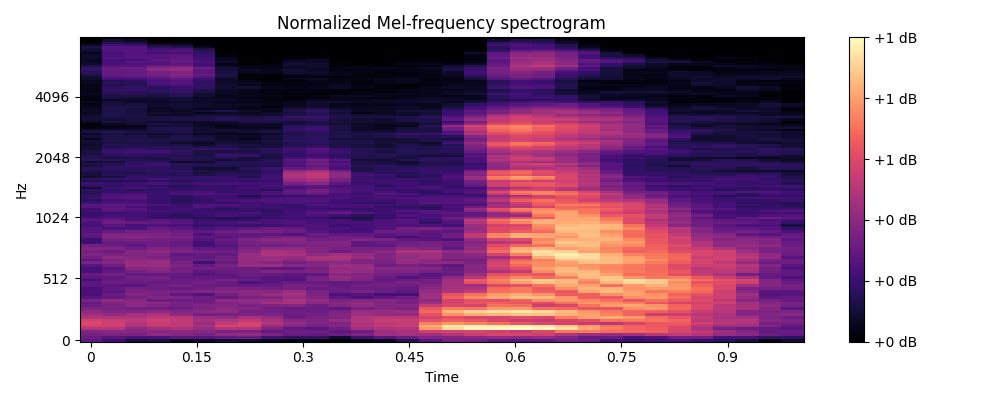 Normalized Mel-frequency spectrogram
Hz
4096
2048
1024
512
0
0 0.15 0.3 0.45 0.6 0.75 0.9
Time
+1 dB
+1 dB
+1 dB
+0 dB
+0 dB
+0 dB